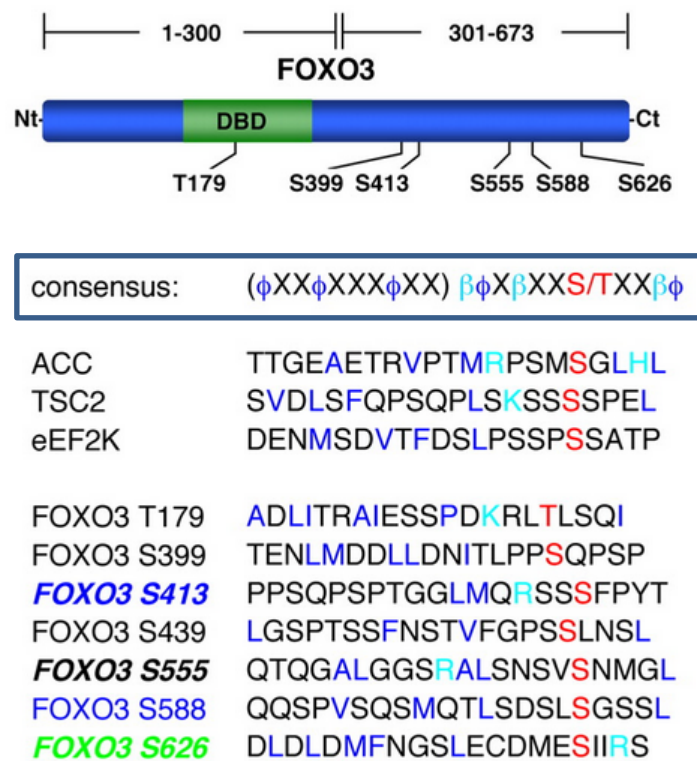 1-300 301-673
FOXO3
Nt DBD Ct
T179 S399 S413 S555 S588 S626
consensus: (ϕXXϕXXXϕXX) βϕXβXXS/TXXβϕ
ACC TTGEAETRVPTMRPSMSGLHL
TSC2 SVDLSFQPSQPLSKSSSSPEL
eEF2K DENMSDVTFDSLPSSPSSATP
FOXO3 T179 ADLITRAIESSPDKRLTLSQI
FOXO3 S399 TENLMDDLLDNITLPPSQPSP
FOXO3 S413 PPSQPSPTGGLMQRSSSFPYT
FOXO3 S439 LGSPTSSFNSTVFGPSSLNSL
FOXO3 S555 QTQGALGGSRALSNSVSNMGL
FOXO3 S588 QQSPVSQSMQTLSDSLSGSSL
FOXO3 S626 DLDLDMFNGSLECDMESIIRS